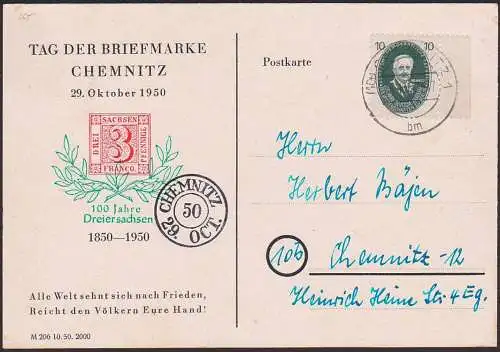 TAG DER BRIEFMARKE
CHEMNITZ
29. Oktober 1950
SACHSEN
DREI
3
PFENNIGE
FRANCO.
100 Jahre
Dreiersachsen
1850—1950
CHEMNITZ
50
29. OCT.
Alle Welt sehnt sich nach Frieden,
Reicht den Völkern Eure Hand!
M 206 10. 50. 2000
Postkarte
10 10
bm
Herrn
Herbert Bäjen
10b Chemnitz-12
Heinrich Heine Str. 4 Eg.